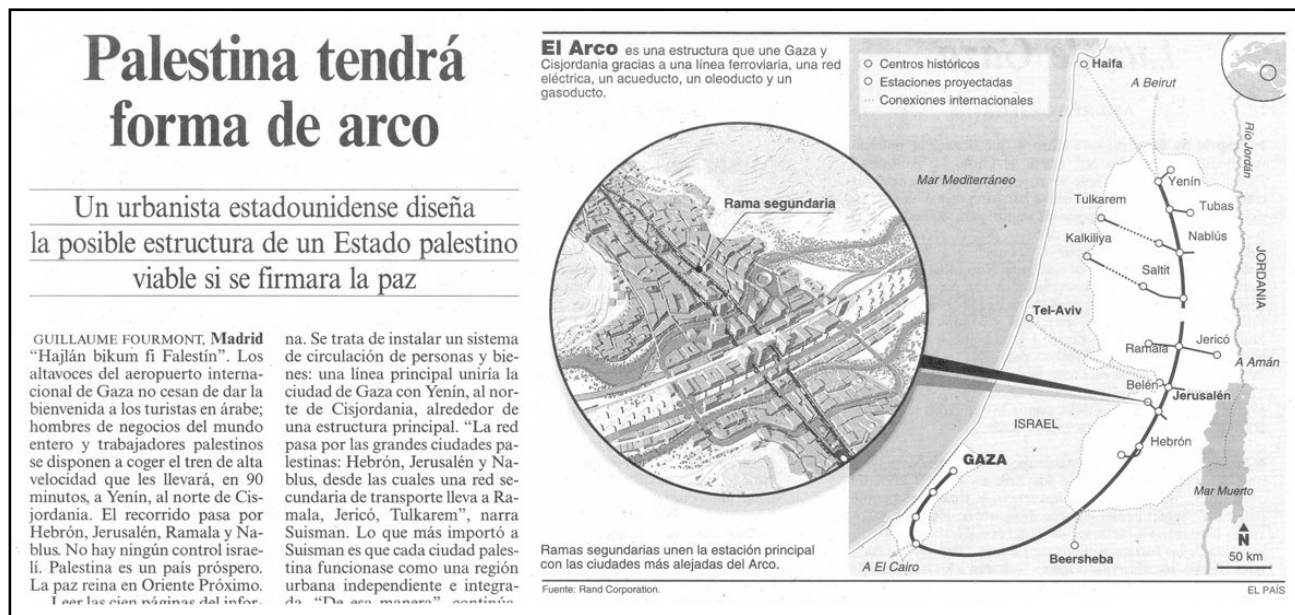 Palestina tendrá
forma de arco
Un urbanista estadounidense diseña
la posible estructura de un Estado palestino
viable si se firmara la paz
GUILLAUME FOURMONT, Madrid
“Hajlán bikum fi Falestín”. Los
altavoces del aeropuerto interna-
cional de Gaza no cesan de dar la
bienvenida a los turistas en árabe;
hombres de negocios del mundo
entero y trabajadores palestinos
se disponen a coger el tren de alta
velocidad que les llevará, en 90
minutos, a Yenín, al norte de Cis-
jordania. El recorrido pasa por
Hebrón, Jerusalén, Ramala y Na-
blus. No hay ningún control israe-
lí. Palestina es un país próspero.
La paz reina en Oriente Próximo.
Leer las cien páginas del infor-
na. Se trata de instalar un sistema
de circulación de personas y bie-
nes: una línea principal uniría la
ciudad de Gaza con Yenín, al nor-
te de Cisjordania, alrededor de
una estructura principal. “La red
pasa por las grandes ciudades pa-
lestinas: Hebrón, Jerusalén y Na-
blus, desde las cuales una red se-
cundaria de transporte lleva a Ra-
mala, Jericó, Tulkarem”, narra
Suisman. Lo que más importó a
Suisman es que cada ciudad pales-
tina funcionase como una región
urbana independiente e integra-
da. “De esa manera”, continúa
El Arco es una estructura que une Gaza y
Cisjordania gracias a una línea ferroviaria, una red
eléctrica, un acueducto, un oleoducto y un
gasoducto.
Rama segundaria
Ramas segundarias unen la estación principal
con las ciudades más alejadas del Arco.
Fuente: Rand Corporation.
Centros históricos
Estaciones proyectadas
Conexiones internacionales
Haifa
A Beirut
Río Jordán
Mar Mediterráneo
Yenín
Tulkarem
Tubas
Kalkiliya
Nablús
Saltit
JORDANIA
Tel-Aviv
Ramala
Jericó
A Amán
Belén
Jerusalén
ISRAEL
Hebrón
GAZA
Mar Muerto
N
A El Cairo
Beersheba
50 km
EL PAÍS